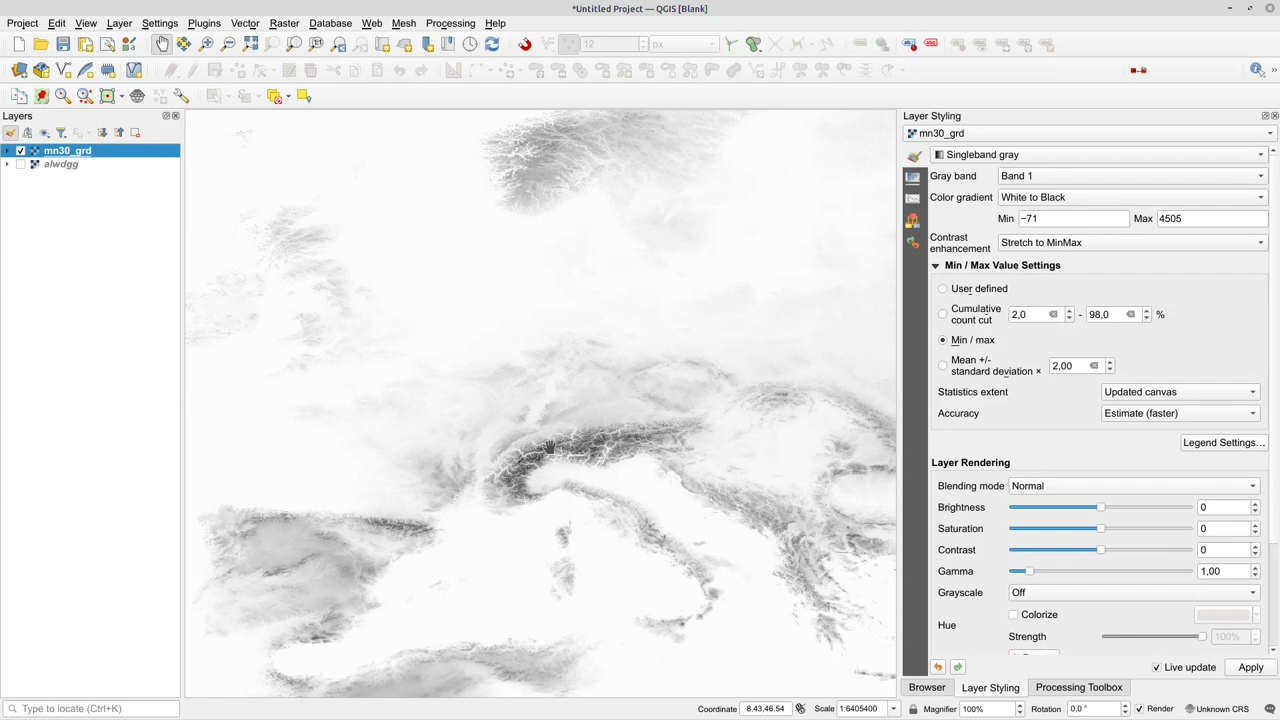 *Untitled Project — QGIS [Blank]
Project Edit View Layer Settings Plugins Vector Raster Database Web Mesh Processing Help
12 px
Layers
mn30_grd
alwdgg
Layer Styling
mn30_grd
Singleband gray
Gray band Band 1
Color gradient White to Black
Min −71 Max 4505
Contrast
enhancement Stretch to MinMax
Min / Max Value Settings
User defined
Cumulative
count cut 2,0 - 98,0 %
Min / max
Mean +/-
standard deviation × 2,00
Statistics extent Updated canvas
Accuracy Estimate (faster)
Legend Settings…
Layer Rendering
Blending mode Normal
Brightness 0
Saturation 0
Contrast 0
Gamma 1,00
Grayscale Off
Hue Colorize
Strength 100%
Live update Apply
Browser Layer Styling Processing Toolbox
Type to locate (Ctrl+K) Coordinate 8.43,46.54 Scale 1:6405400 Magnifier 100% Rotation 0,0 ° Render Unknown CRS